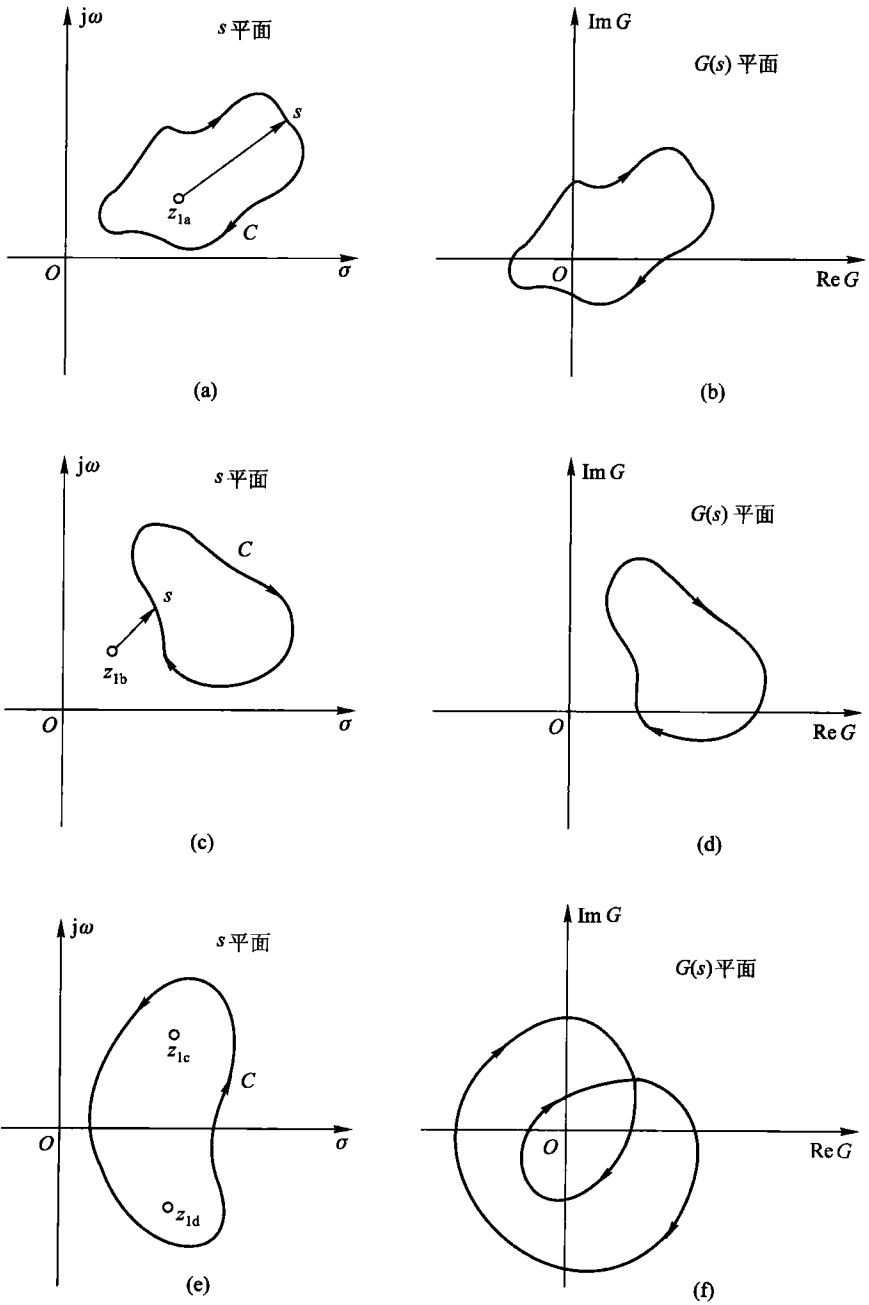 jω
s 平面
s
z1a
C
O
σ
(a)
Im G
G(s) 平面
O
Re G
(b)
jω
s 平面
C
s
z1b
O
σ
(c)
Im G
G(s) 平面
O
Re G
(d)
jω
s 平面
z1c
C
O
σ
z1d
(e)
Im G
G(s) 平面
O
Re G
(f)